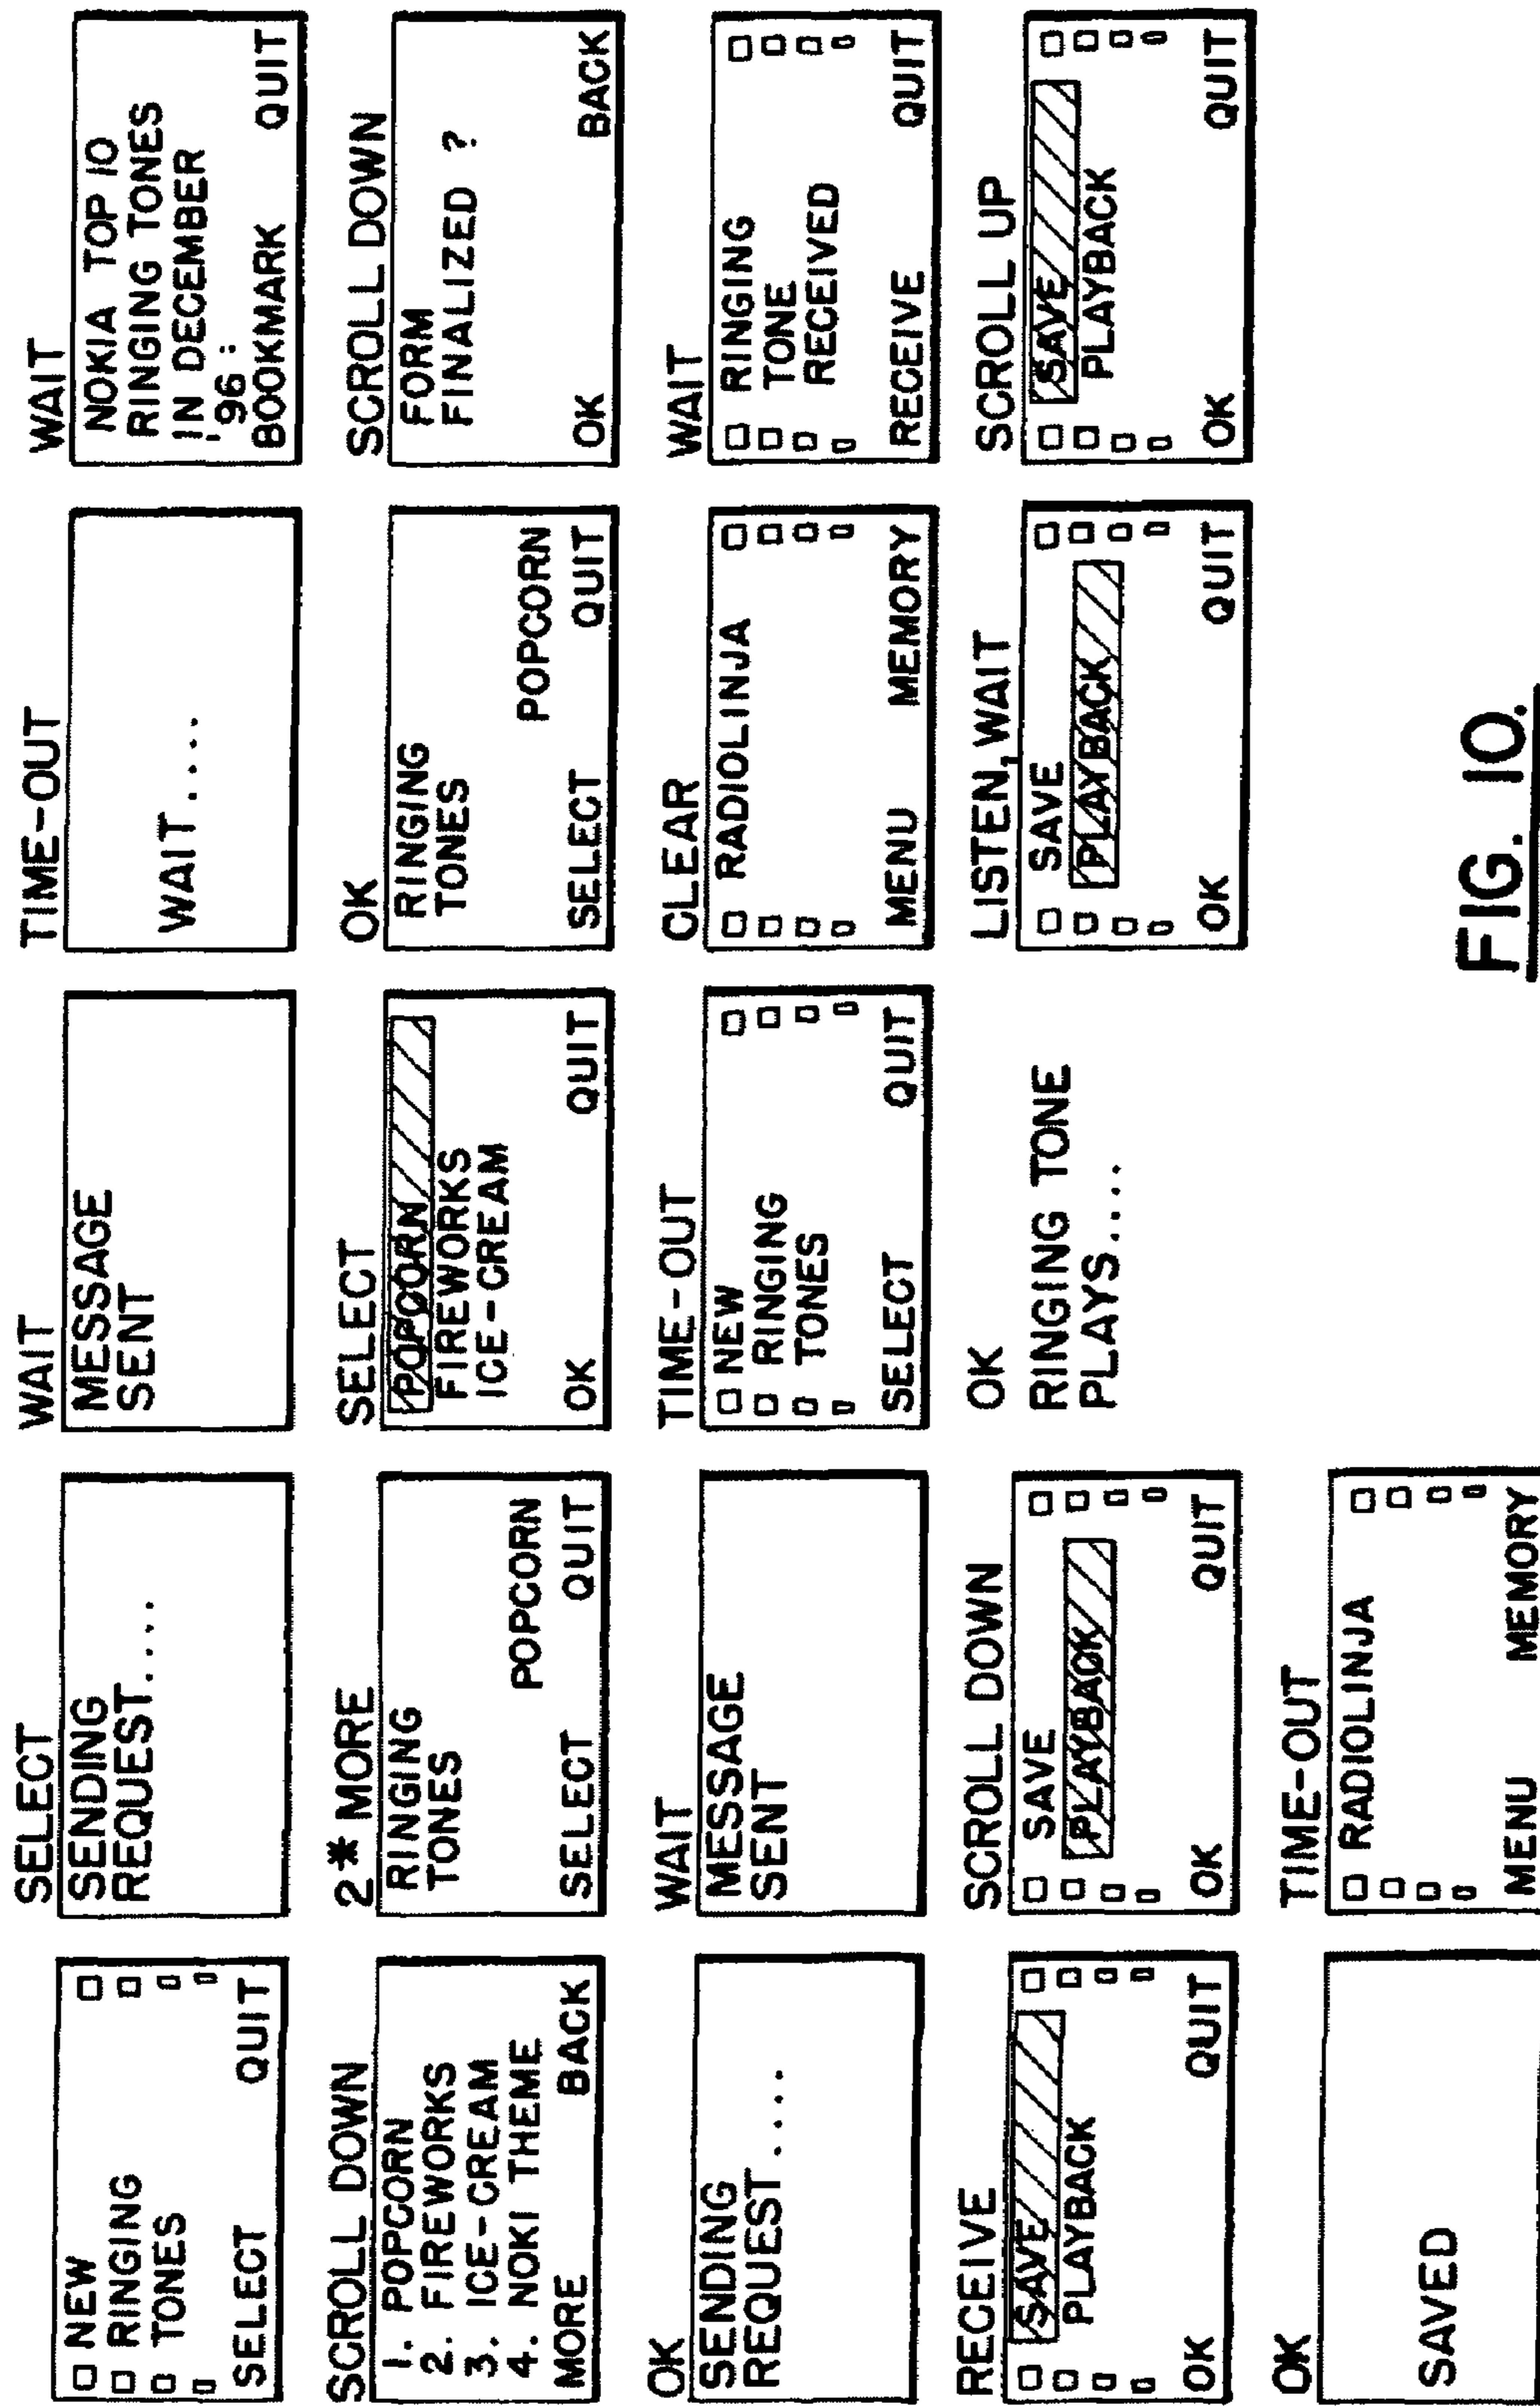 NEW
RINGING
TONES
SELECT QUIT
SELECT
SENDING
REQUEST....
WAIT
MESSAGE
SENT
TIME-OUT
WAIT....
WAIT
NOKIA TOP 10
RINGING TONES
IN DECEMBER
'96:
BOOKMARK QUIT
SCROLL DOWN
1. POPCORN
2. FIREWORKS
3. ICE-CREAM
4. NOKI THEME
MORE BACK
2* MORE
RINGING
TONES
POPCORN
SELECT QUIT
SELECT
POPCORN
FIREWORKS
ICE-CREAM
OK QUIT
OK
RINGING
TONES
POPCORN
SELECT QUIT
SCROLL DOWN
FORM
FINALIZED ?
OK BACK
OK
SENDING
REQUEST....
WAIT
MESSAGE
SENT
TIME-OUT
NEW
RINGING
TONES
SELECT QUIT
CLEAR
RADIOLINJA
MENU MEMORY
WAIT
RINGING
TONE
RECEIVED
RECEIVE QUIT
RECEIVE
SAVE
PLAYBACK
OK QUIT
SCROLL DOWN
SAVE
PLAYBACK
OK QUIT
OK
RINGING TONE
PLAYS.....
LISTEN, WAIT
SAVE
PLAYBACK
OK QUIT
SCROLL UP
SAVE
PLAYBACK
OK QUIT
OK
SAVED
TIME-OUT
RADIOLINJA
MENU MEMORY
FIG. 10.